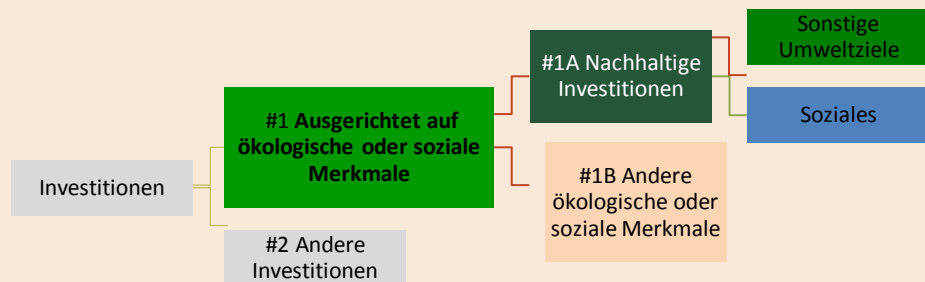 Investitionen
#1 Ausgerichtet auf
ökologische oder soziale
Merkmale
#2 Andere
Investitionen
#1A Nachhaltige
Investitionen
#1B Andere
ökologische oder
soziale Merkmale
Sonstige
Umweltziele
Soziales